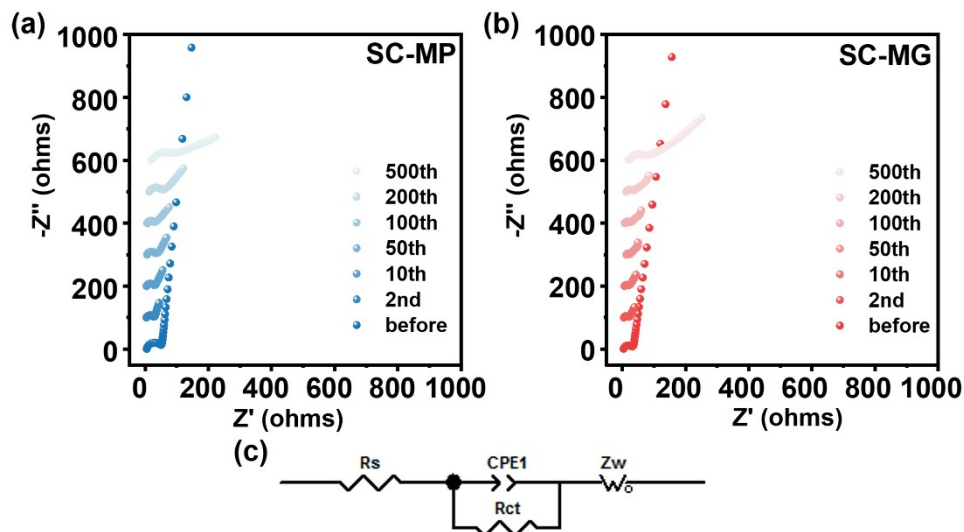 (a)
SC-MP
1000
800
600
400
200
0
-Z" (ohms)
500th
200th
100th
50th
10th
2nd
before
0 200 400 600 800 1000
Z' (ohms)
(b)
SC-MG
1000
800
600
400
200
0
-Z" (ohms)
500th
200th
100th
50th
10th
2nd
before
0 200 400 600 800 1000
Z' (ohms)
(c)
Rs CPE1 Zw
Rct